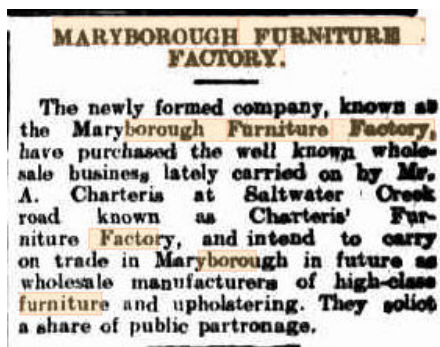 MARYBOROUGH FURNITURE
FACTORY.
The newly formed company, known as
the Maryborough Furniture Factory,
have purchased the well known whole-
sale business lately carried on by Mr.
A. Charteris at Saltwater Creek
road known as Charteris' Fur-
niture Factory, and intend to carry
on trade in Maryborough in future as
wholesale manufacturers of high-class
furniture and upholstering. They solict
a share of public partronage.